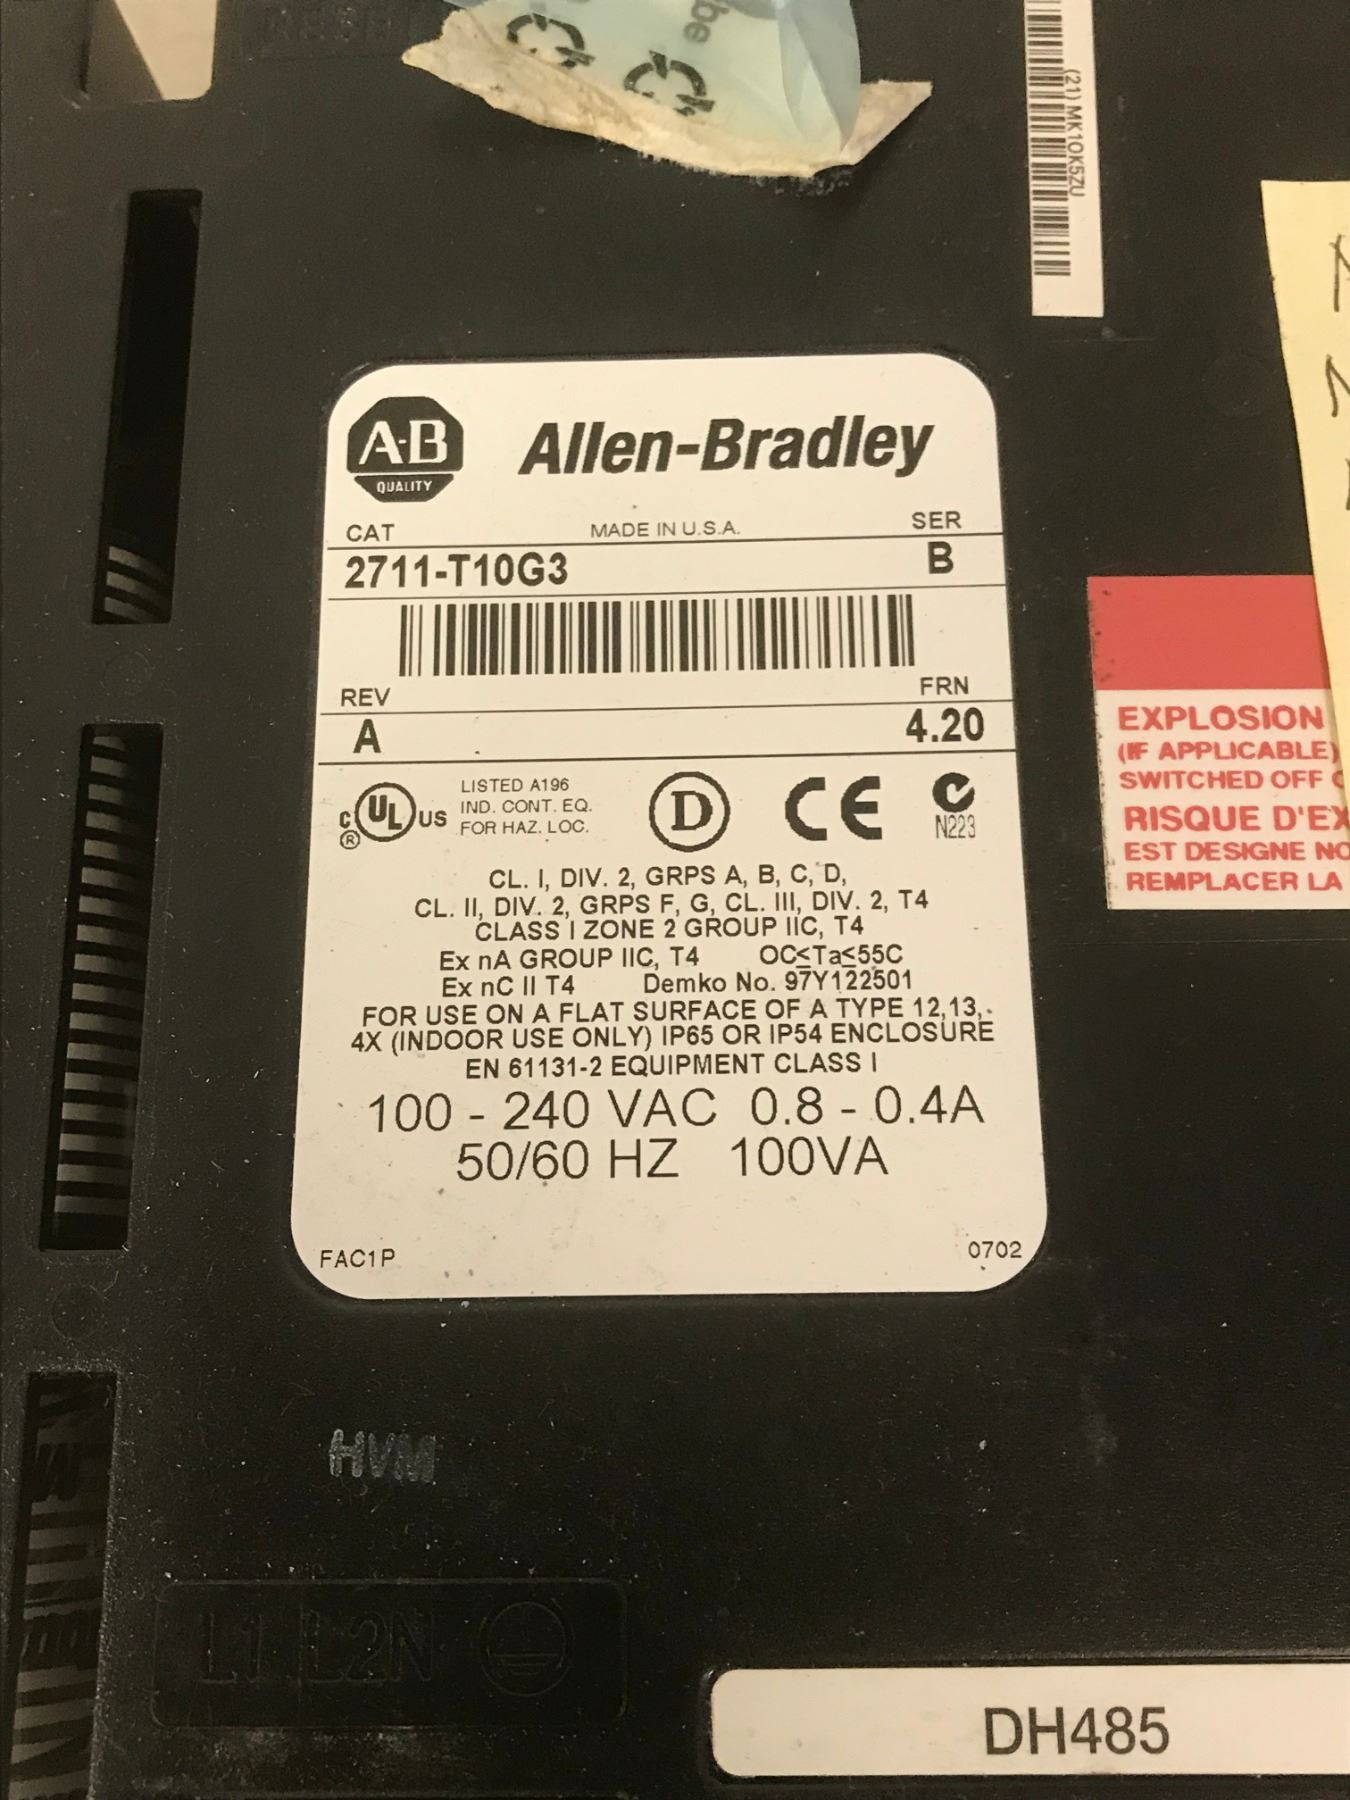 be
(21) MK10K5ZU
A-B
QUALITY
Allen-Bradley
CAT MADE IN U.S.A. SER
2711-T10G3 B
REV FRN
A 4.20
C UL US ®
LISTED A196
IND. CONT. EQ.
FOR HAZ. LOC.
D CE N223
CL. I, DIV. 2, GRPS A, B, C, D,
CL. II, DIV. 2, GRPS F, G, CL. III, DIV. 2, T4
CLASS I ZONE 2 GROUP IIC, T4
Ex nA GROUP IIC, T4 OC≤Ta≤55C
Ex nC II T4 Demko No. 97Y122501
FOR USE ON A FLAT SURFACE OF A TYPE 12,13,
4X (INDOOR USE ONLY) IP65 OR IP54 ENCLOSURE
EN 61131-2 EQUIPMENT CLASS I
100 - 240 VAC 0.8 - 0.4A
50/60 HZ 100VA
FAC1P 0702
EXPLOSION
(IF APPLICABLE)
SWITCHED OFF
RISQUE D'EX
EST DESIGNE NO
REMPLACER LA
HVM
L1 L2N
DH485